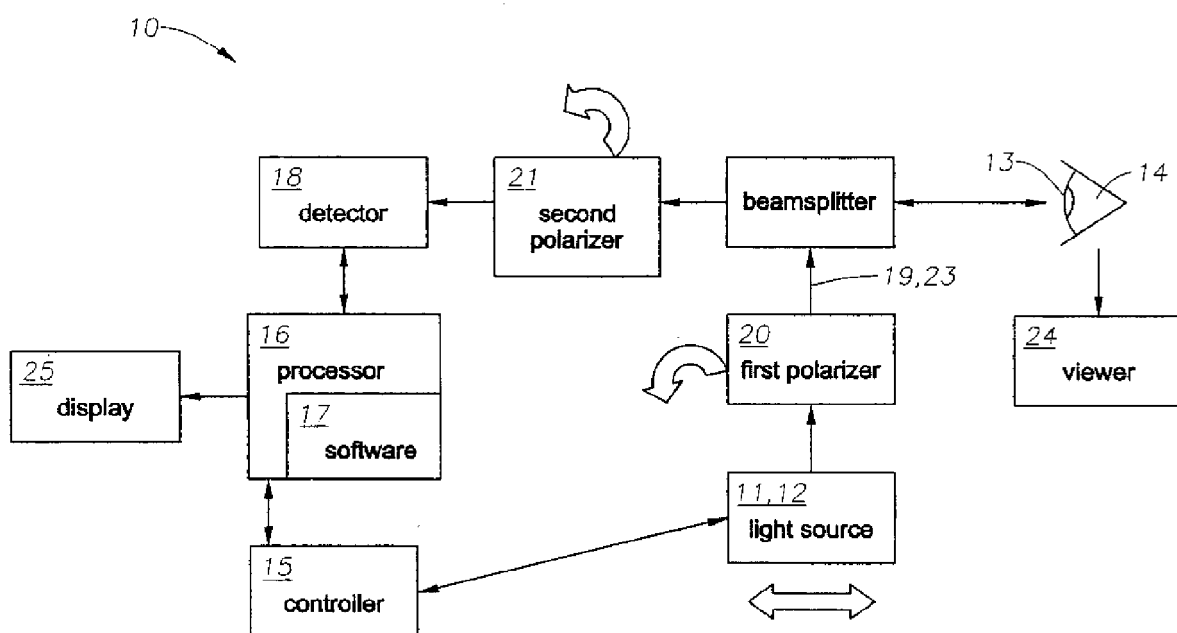 10
18
detector
21
second
polarizer
beamsplitter
13
14
19,23
16
processor
17
software
20
first polarizer
24
viewer
25
display
11,12
light source
15
controller